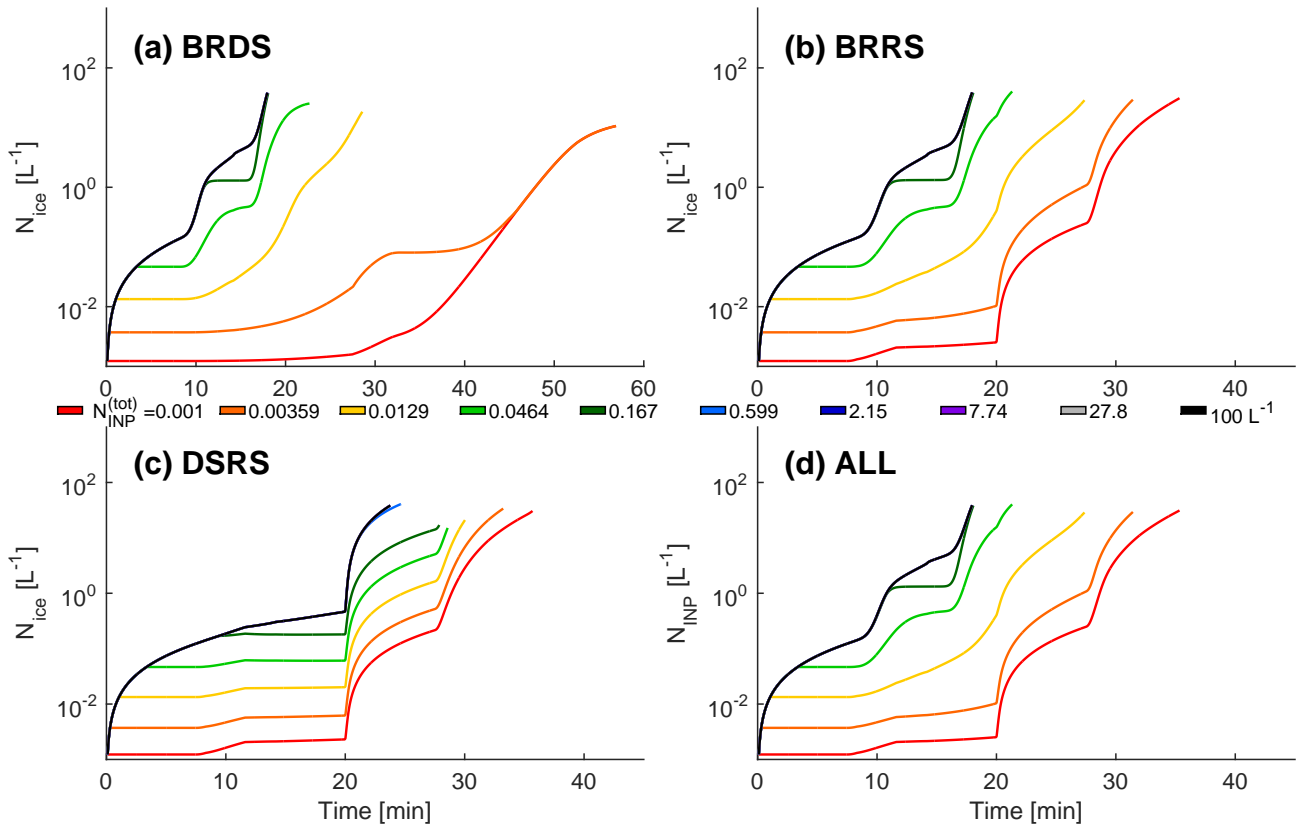 (a) BRDS
(b) BRRS
10^2
10^0
10^-2
N_ice [L^-1]
0 10 20 30 40 50 60
10^2
10^0
10^-2
N_ice [L^-1]
0 10 20 30 40
N_INP^(tot) =0.001 0.00359 0.0129 0.0464 0.167 0.599 2.15 7.74 27.8 100 L^-1
(c) DSRS
(d) ALL
10^2
10^0
10^-2
N_ice [L^-1]
0 10 20 30 40
Time [min]
10^2
10^0
10^-2
N_INP [L^-1]
0 10 20 30 40
Time [min]